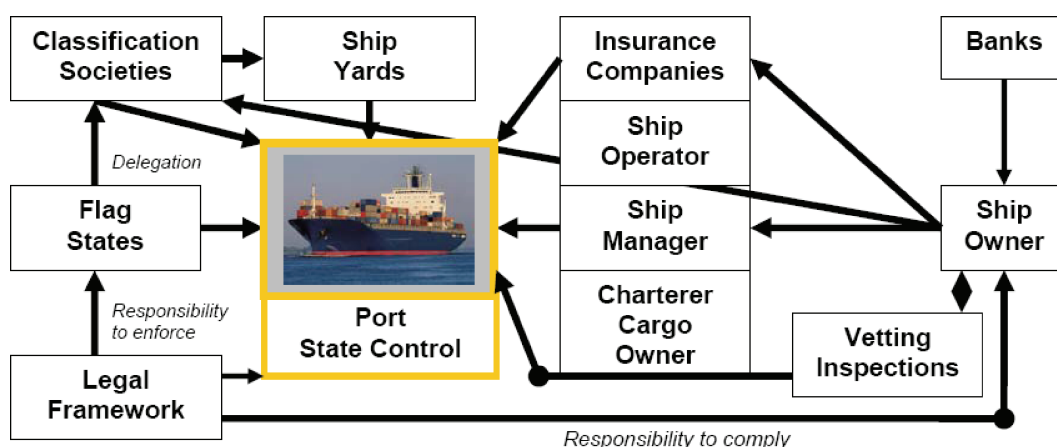 Classification
Societies
Ship
Yards
Insurance
Companies
Banks
Ship
Operator
Delegation
Flag
States
Ship
Manager
Ship
Owner
Responsibility
to enforce
Port
State Control
Charterer
Cargo
Owner
Vetting
Inspections
Legal
Framework
Responsibility to comply